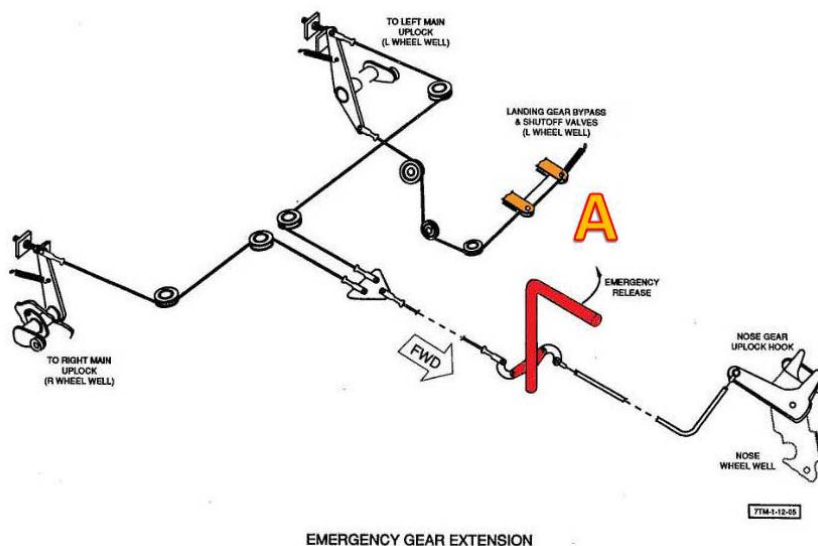 TO LEFT MAIN
UPLOCK
(L WHEEL WELL)
LANDING GEAR BYPASS
& SHUTOFF VALVES
(L WHEEL WELL)
A
EMERGENCY
RELEASE
NOSE GEAR
UPLOCK HOOK
FWD
TO RIGHT MAIN
UPLOCK
(R WHEEL WELL)
NOSE
WHEEL WELL
7TM-1-12-05
EMERGENCY GEAR EXTENSION